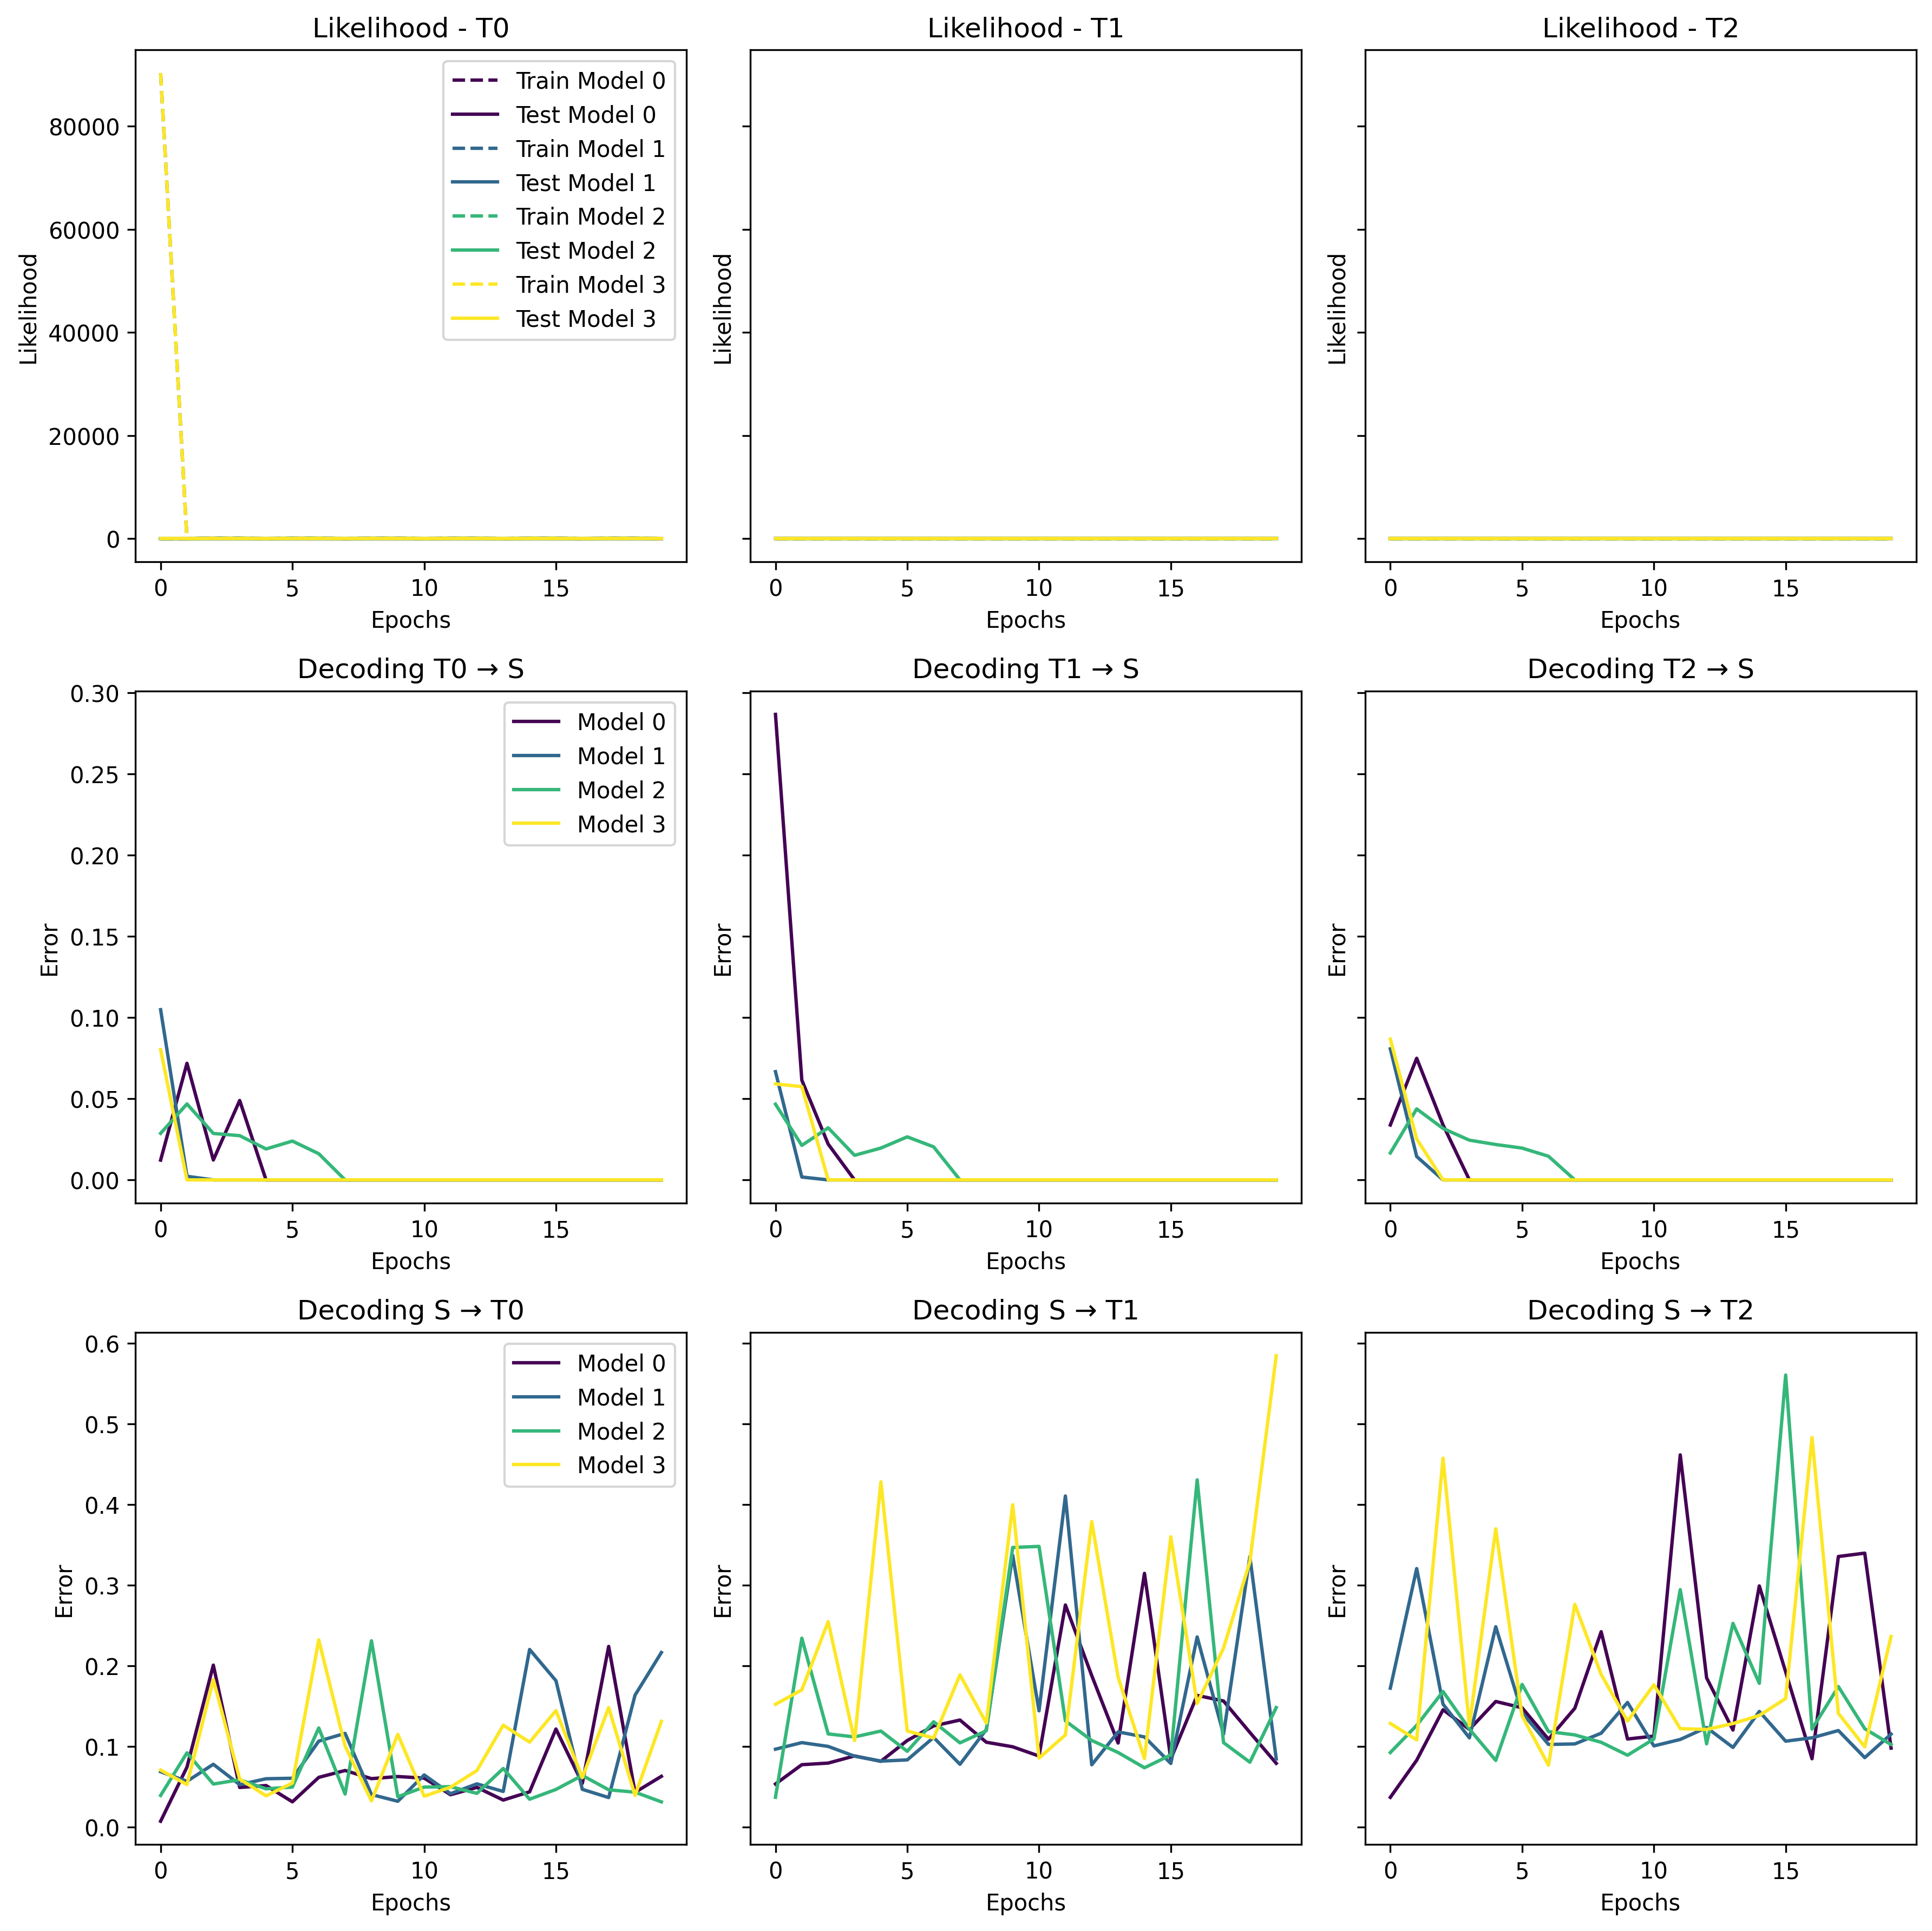 Likelihood - T0
Likelihood - T1
Likelihood - T2
Train Model 0
Test Model 0
Train Model 1
Test Model 1
Train Model 2
Test Model 2
Train Model 3
Test Model 3
80000
60000
40000
20000
0
Likelihood
Likelihood
Likelihood
0 5 10 15
0 5 10 15
0 5 10 15
Epochs
Epochs
Epochs
Decoding T0 → S
Decoding T1 → S
Decoding T2 → S
Model 0
Model 1
Model 2
Model 3
0.30
0.25
0.20
0.15
0.10
0.05
0.00
Error
Error
Error
0 5 10 15
0 5 10 15
0 5 10 15
Epochs
Epochs
Epochs
Decoding S → T0
Decoding S → T1
Decoding S → T2
Model 0
Model 1
Model 2
Model 3
0.6
0.5
0.4
0.3
0.2
0.1
0.0
Error
Error
Error
0 5 10 15
0 5 10 15
0 5 10 15
Epochs
Epochs
Epochs